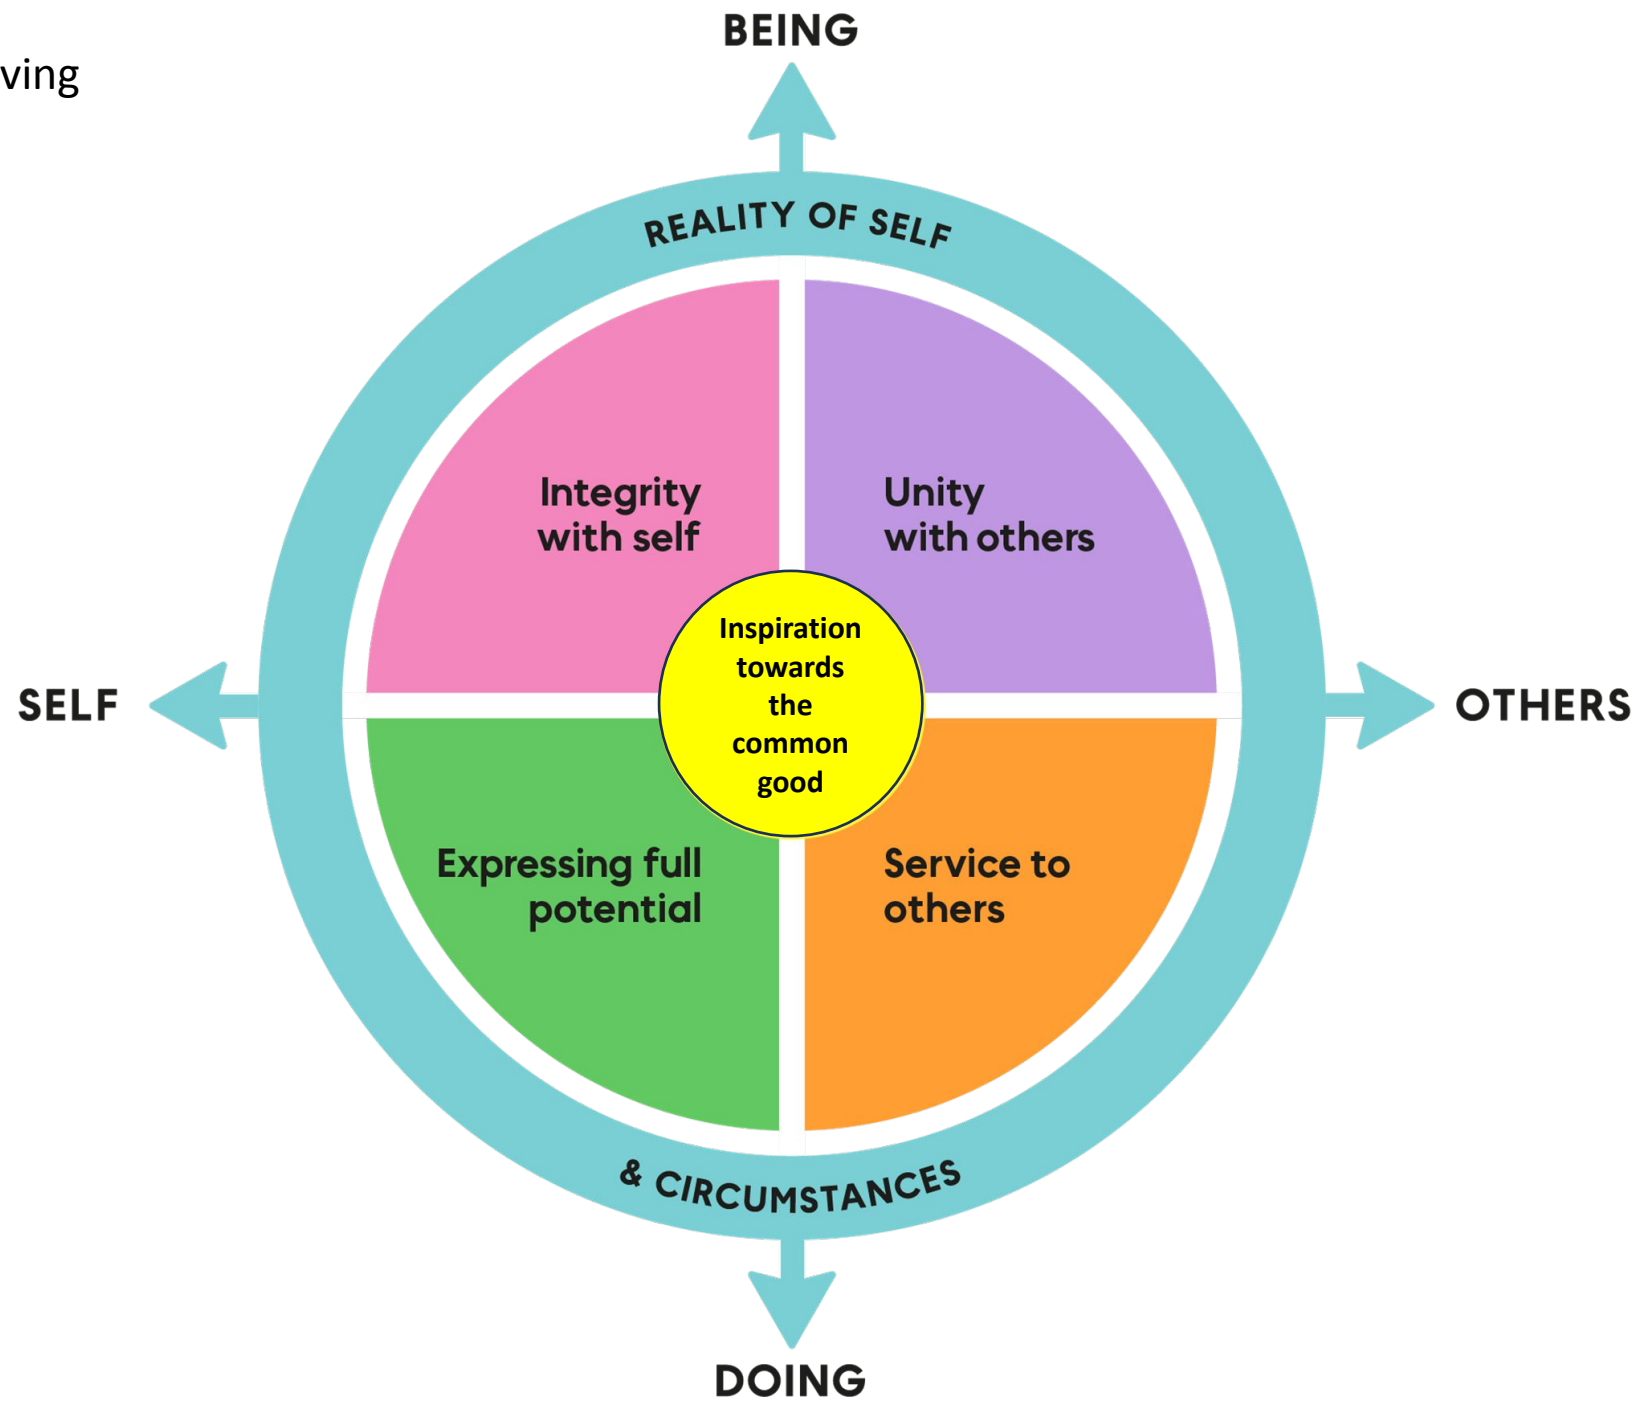 BEING
ving
REALITY OF SELF
Integrity
with self
Unity
with others
Inspiration
towards
the
common
good
SELF
OTHERS
Expressing full
potential
Service to
others
& CIRCUMSTANCES
DOING